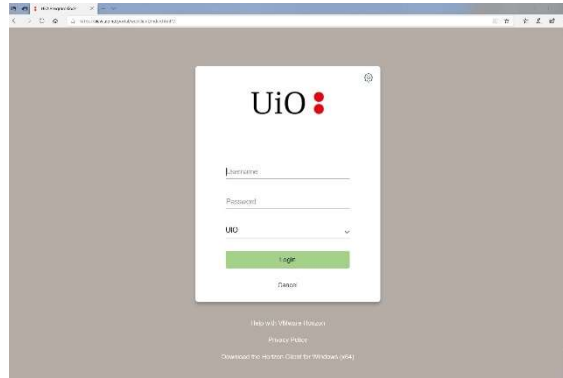 UiO
Username
Password
UIO
Login
Cancel
Help with VMware Horizon
Privacy Policy
Download the Horizon Client for Windows (x64)